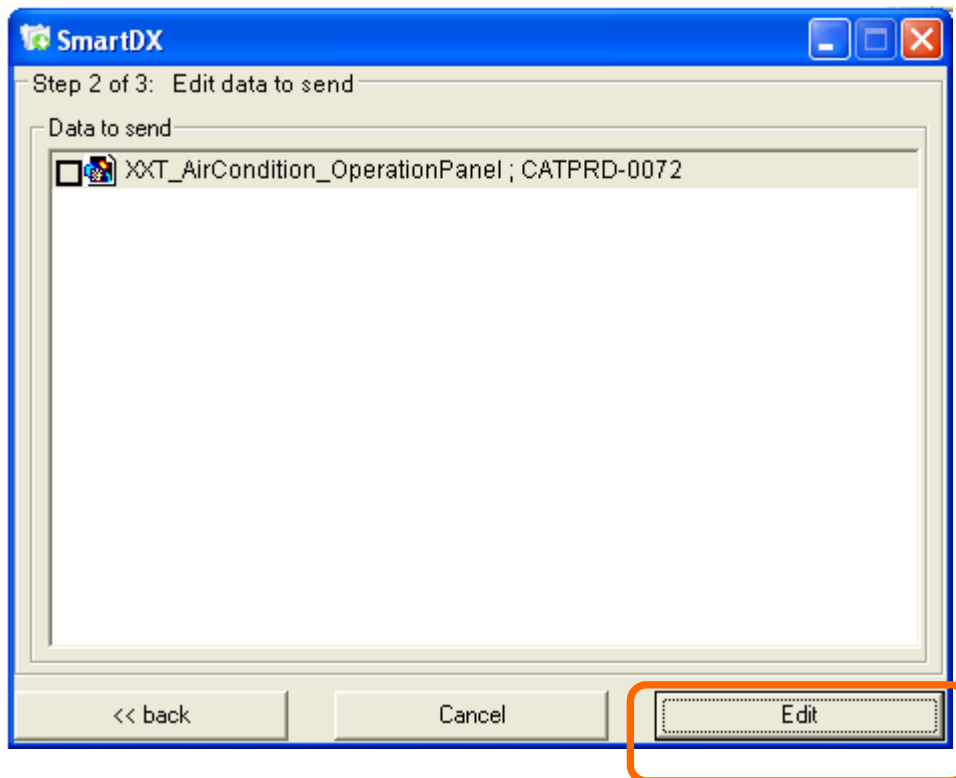 SmartDX
Step 2 of 3: Edit data to send
Data to send
XXT_AirCondition_OperationPanel ; CATPRD-0072
<< back
Cancel
Edit